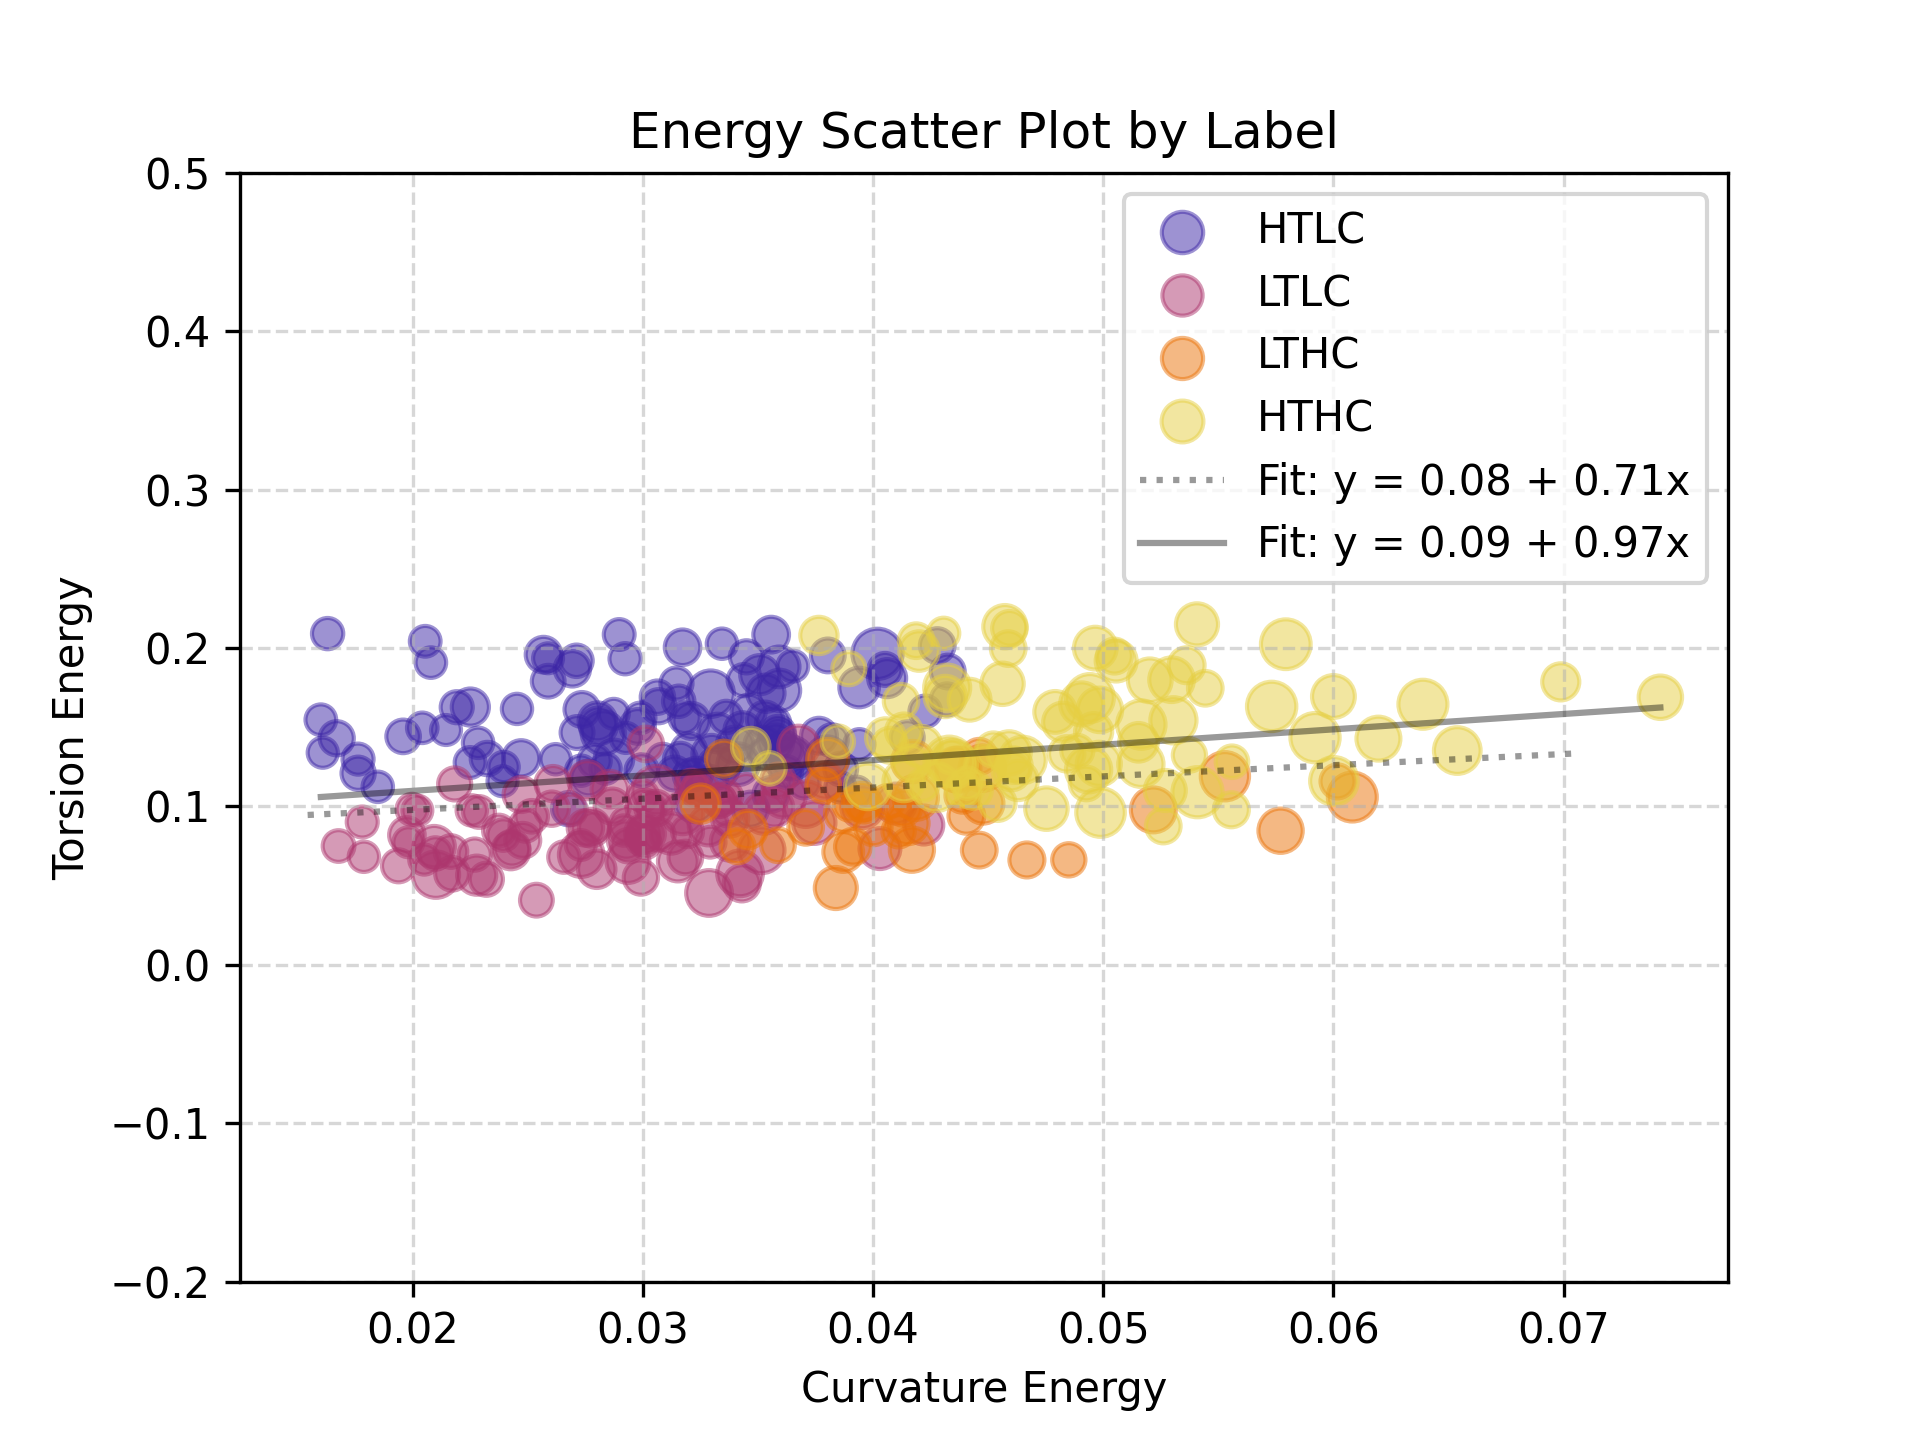 Energy Scatter Plot by Label
0.5
0.4
0.3
0.2
0.1
0.0
−0.1
−0.2
Torsion Energy
HTLC
LTLC
LTHC
HTHC
Fit: y = 0.08 + 0.71x
Fit: y = 0.09 + 0.97x
0.02 0.03 0.04 0.05 0.06 0.07
Curvature Energy